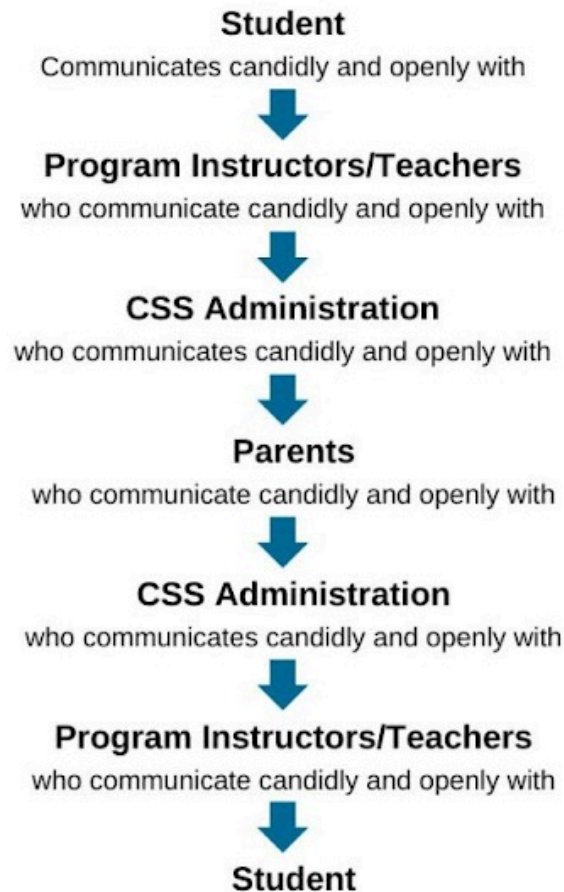 Student
Communicates candidly and openly with
Program Instructors/Teachers
who communicate candidly and openly with
CSS Administration
who communicates candidly and openly with
Parents
who communicate candidly and openly with
CSS Administration
who communicates candidly and openly with
Program Instructors/Teachers
who communicate candidly and openly with
Student